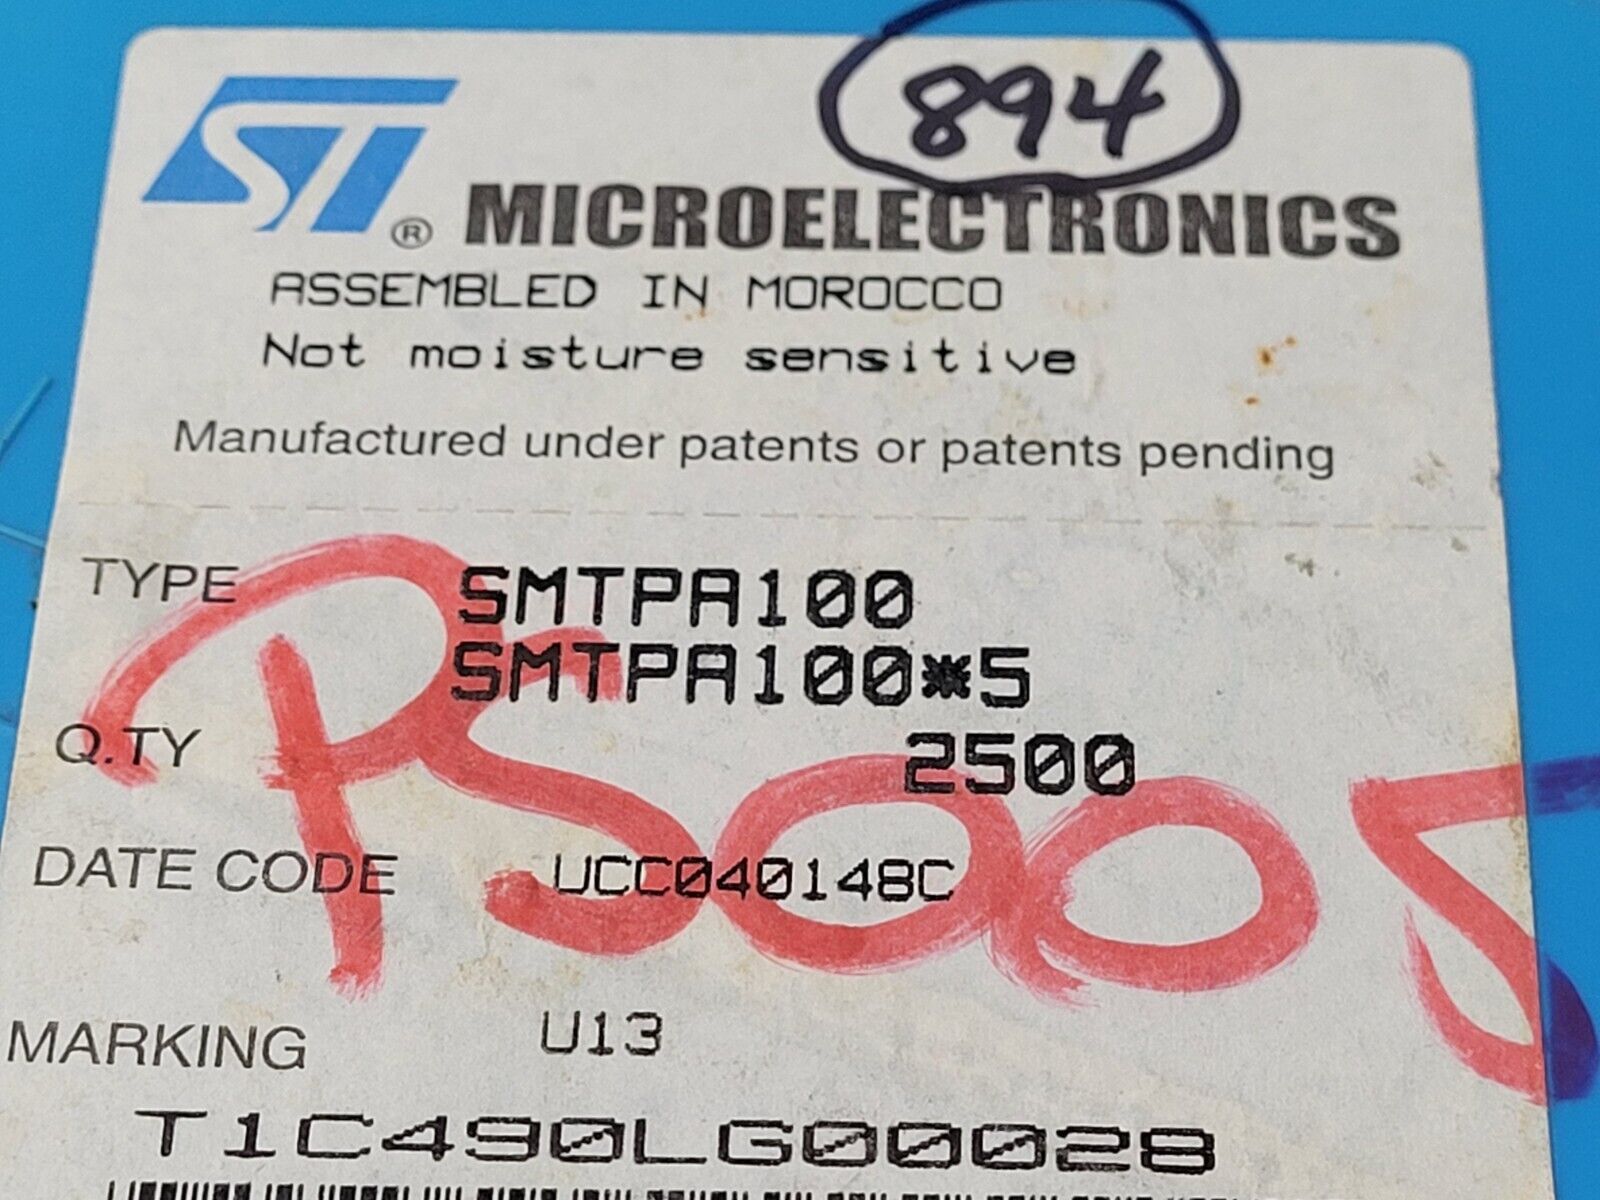 894
ST® MICROELECTRONICS
ASSEMBLED IN MOROCCO
Not moisture sensitive
Manufactured under patents or patents pending
TYPE SMTPA100
SMTPA100*5
Q.TY 2500
PS005
DATE CODE UCC040148C
MARKING U13
T1C490LG00028